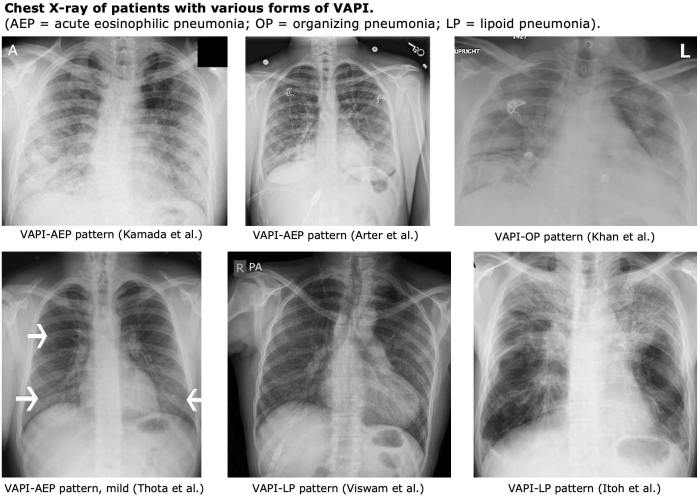 Chest X-ray of patients with various forms of VAPI.
(AEP = acute eosinophilic pneumonia; OP = organizing pneumonia; LP = lipoid pneumonia).
A
UPRIGHT
L
VAPI-AEP pattern (Kamada et al.)
VAPI-AEP pattern (Arter et al.)
VAPI-OP pattern (Khan et al.)
R PA
VAPI-AEP pattern, mild (Thota et al.)
VAPI-LP pattern (Viswam et al.)
VAPI-LP pattern (Itoh et al.)